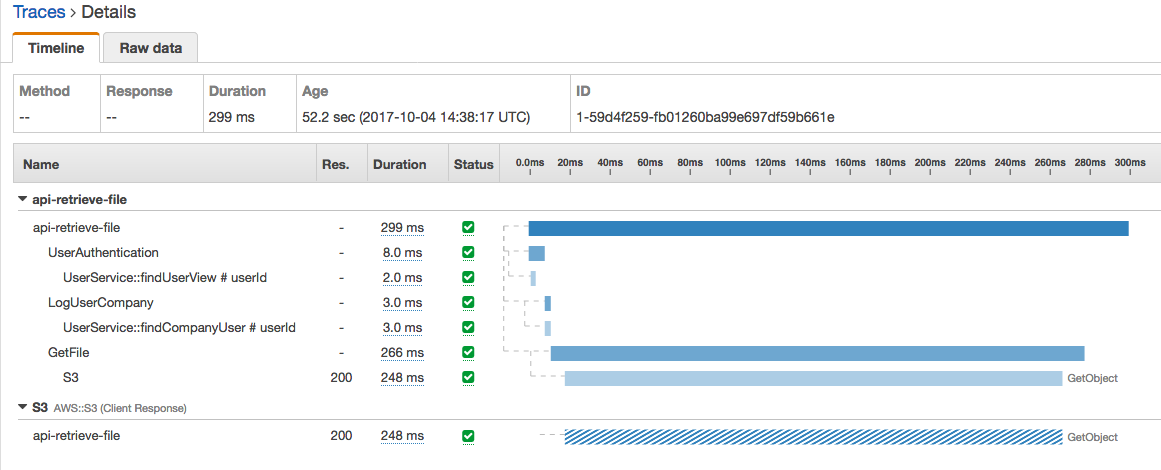 Traces > Details
Timeline Raw data
Method Response Duration Age ID
-- -- 299 ms 52.2 sec (2017-10-04 14:38:17 UTC) 1-59d4f259-fb01260ba99e697df59b661e
Name Res. Duration Status 0.0ms 20ms 40ms 60ms 80ms 100ms 120ms 140ms 160ms 180ms 200ms 220ms 240ms 260ms 280ms 300ms
api-retrieve-file
api-retrieve-file - 299 ms
UserAuthentication - 8.0 ms
UserService::findUserView # userId - 2.0 ms
LogUserCompany - 3.0 ms
UserService::findCompanyUser # userId - 3.0 ms
GetFile - 266 ms
S3 200 248 ms GetObject
S3 AWS::S3 (Client Response)
api-retrieve-file 200 248 ms GetObject